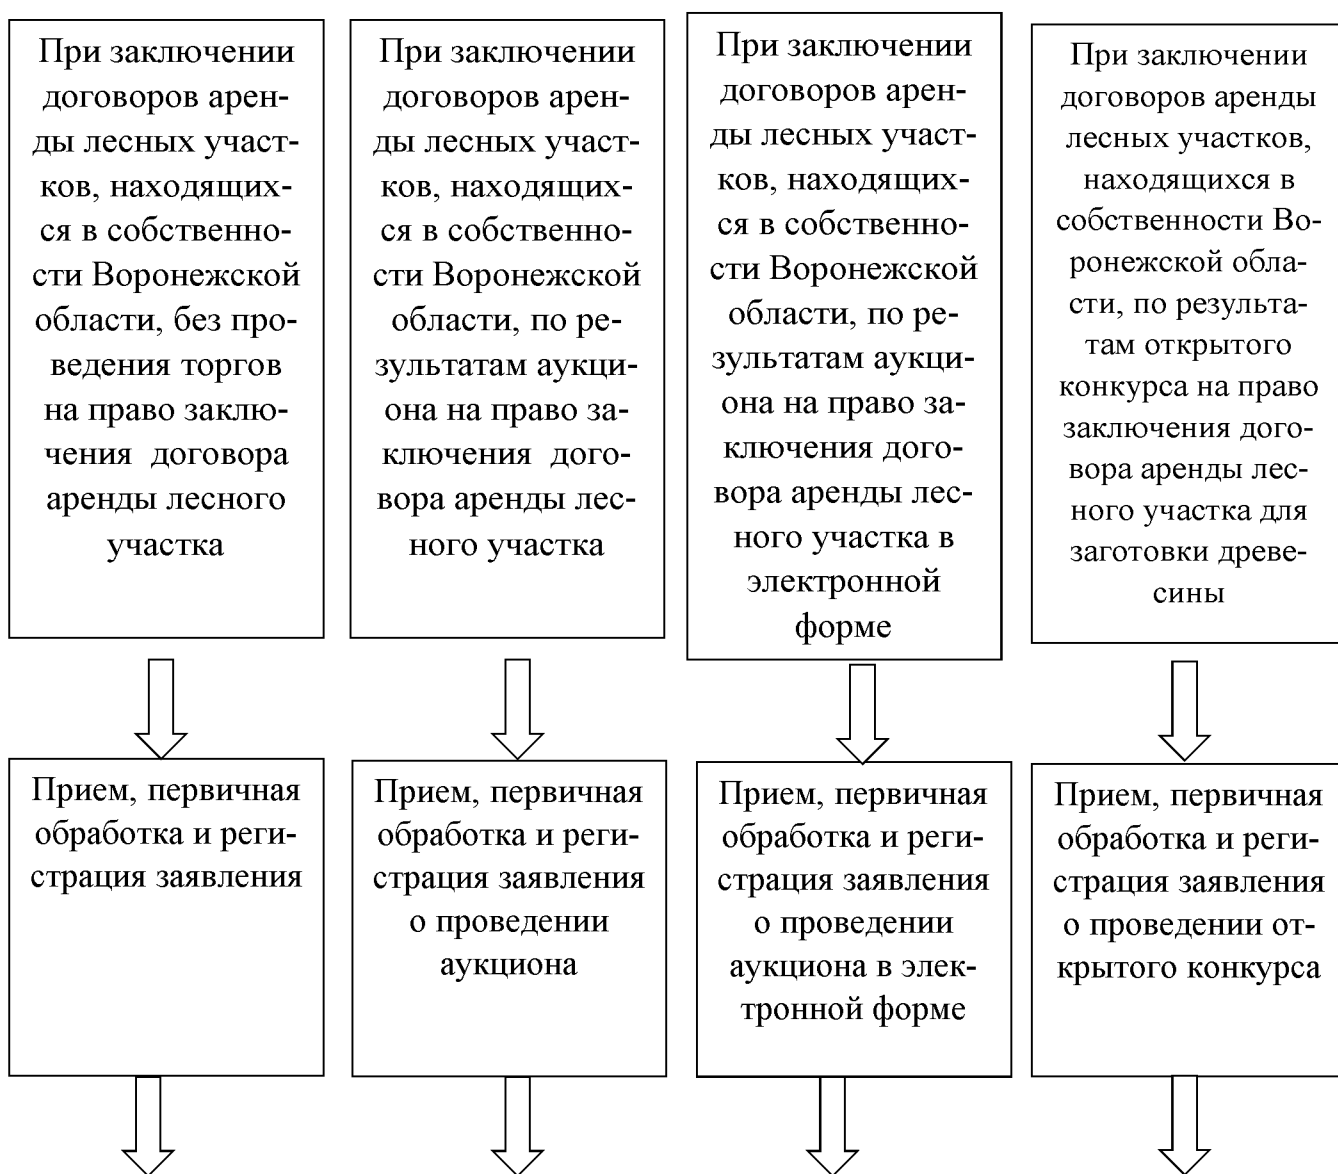 При заключении
договоров арен-
ды лесных участ-
ков, находящих-
ся в собственно-
сти Воронежской
области, без про-
ведения торгов
на право заклю-
чения договора
аренды лесного
участка
При заключении
договоров арен-
ды лесных участ-
ков, находящих-
ся в собственно-
сти Воронежской
области, по ре-
зультатам аукци-
она на право за-
ключения дого-
вора аренды лес-
ного участка
При заключении
договоров арен-
ды лесных участ-
ков, находящих-
ся в собственно-
сти Воронежской
области, по ре-
зультатам аукци-
она на право за-
ключения дого-
вора аренды лес-
ного участка в
электронной
форме
При заключении
договоров аренды
лесных участков,
находящихся в
собственности Во-
ронежской обла-
сти, по результа-
там открытого
конкурса на право
заключения дого-
вора аренды лес-
ного участка для
заготовки древе-
сины
Прием, первичная
обработка и реги-
страция заявления
Прием, первичная
обработка и реги-
страция заявления
о проведении
аукциона
Прием, первичная
обработка и реги-
страция заявления
о проведении
аукциона в элек-
тронной форме
Прием, первичная
обработка и реги-
страция заявления
о проведении от-
крытого конкурса